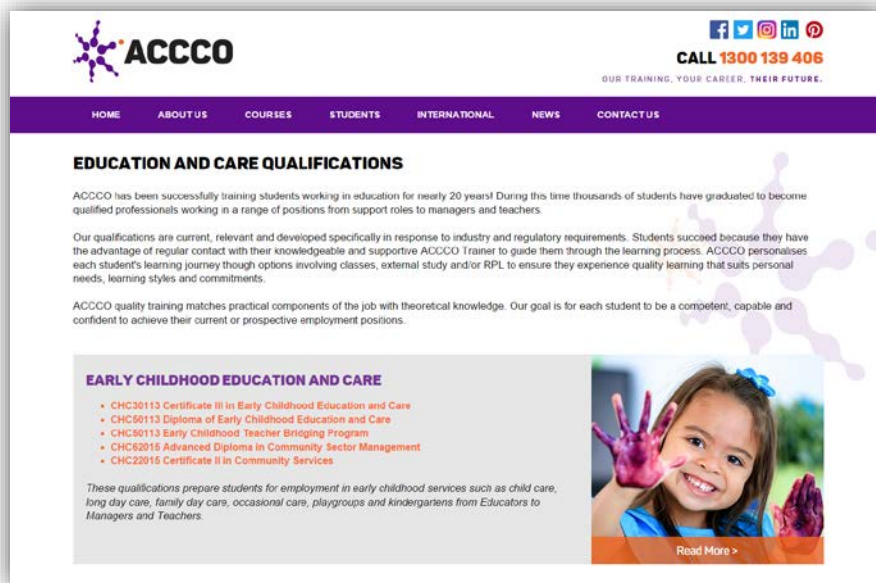 ACCCO
CALL 1300 139 406
OUR TRAINING, YOUR CAREER, THEIR FUTURE.
HOME ABOUT US COURSES STUDENTS INTERNATIONAL NEWS CONTACT US
EDUCATION AND CARE QUALIFICATIONS
ACCCO has been successfully training students working in education for nearly 20 years! During this time thousands of students have graduated to become
qualified professionals working in a range of positions from support roles to managers and teachers.
Our qualifications are current, relevant and developed specifically in response to industry and regulatory requirements. Students succeed because they have
the advantage of regular contact with their knowledgeable and supportive ACCCO Trainer to guide them through the learning process. ACCCO personalises
each student's learning journey though options involving classes, external study and/or RPL to ensure they experience quality learning that suits personal
needs, learning styles and commitments.
ACCCO quality training matches practical components of the job with theoretical knowledge. Our goal is for each student to be a competent, capable and
confident to achieve their current or prospective employment positions.
EARLY CHILDHOOD EDUCATION AND CARE
• CHC30113 Certificate III in Early Childhood Education and Care
• CHC50113 Diploma of Early Childhood Education and Care
• CHC50113 Early Childhood Teacher Bridging Program
• CHC62015 Advanced Diploma in Community Sector Management
• CHC22015 Certificate II in Community Services
These qualifications prepare students for employment in early childhood services such as child care,
long day care, family day care, occasional care, playgroups and kindergartens from Educators to
Managers and Teachers.
Read More >